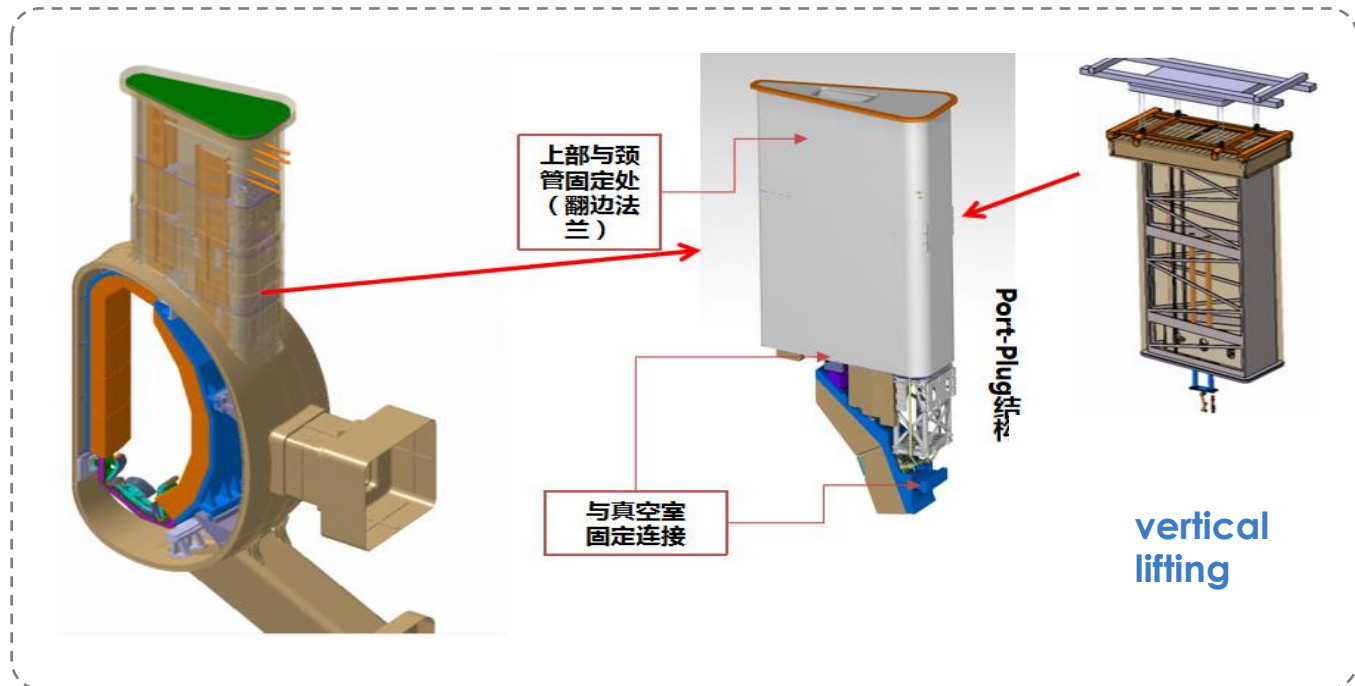 上部与颈
管固定处
（翻边法
兰）
Port-Plug结构
与真空室
固定连接
vertical
lifting